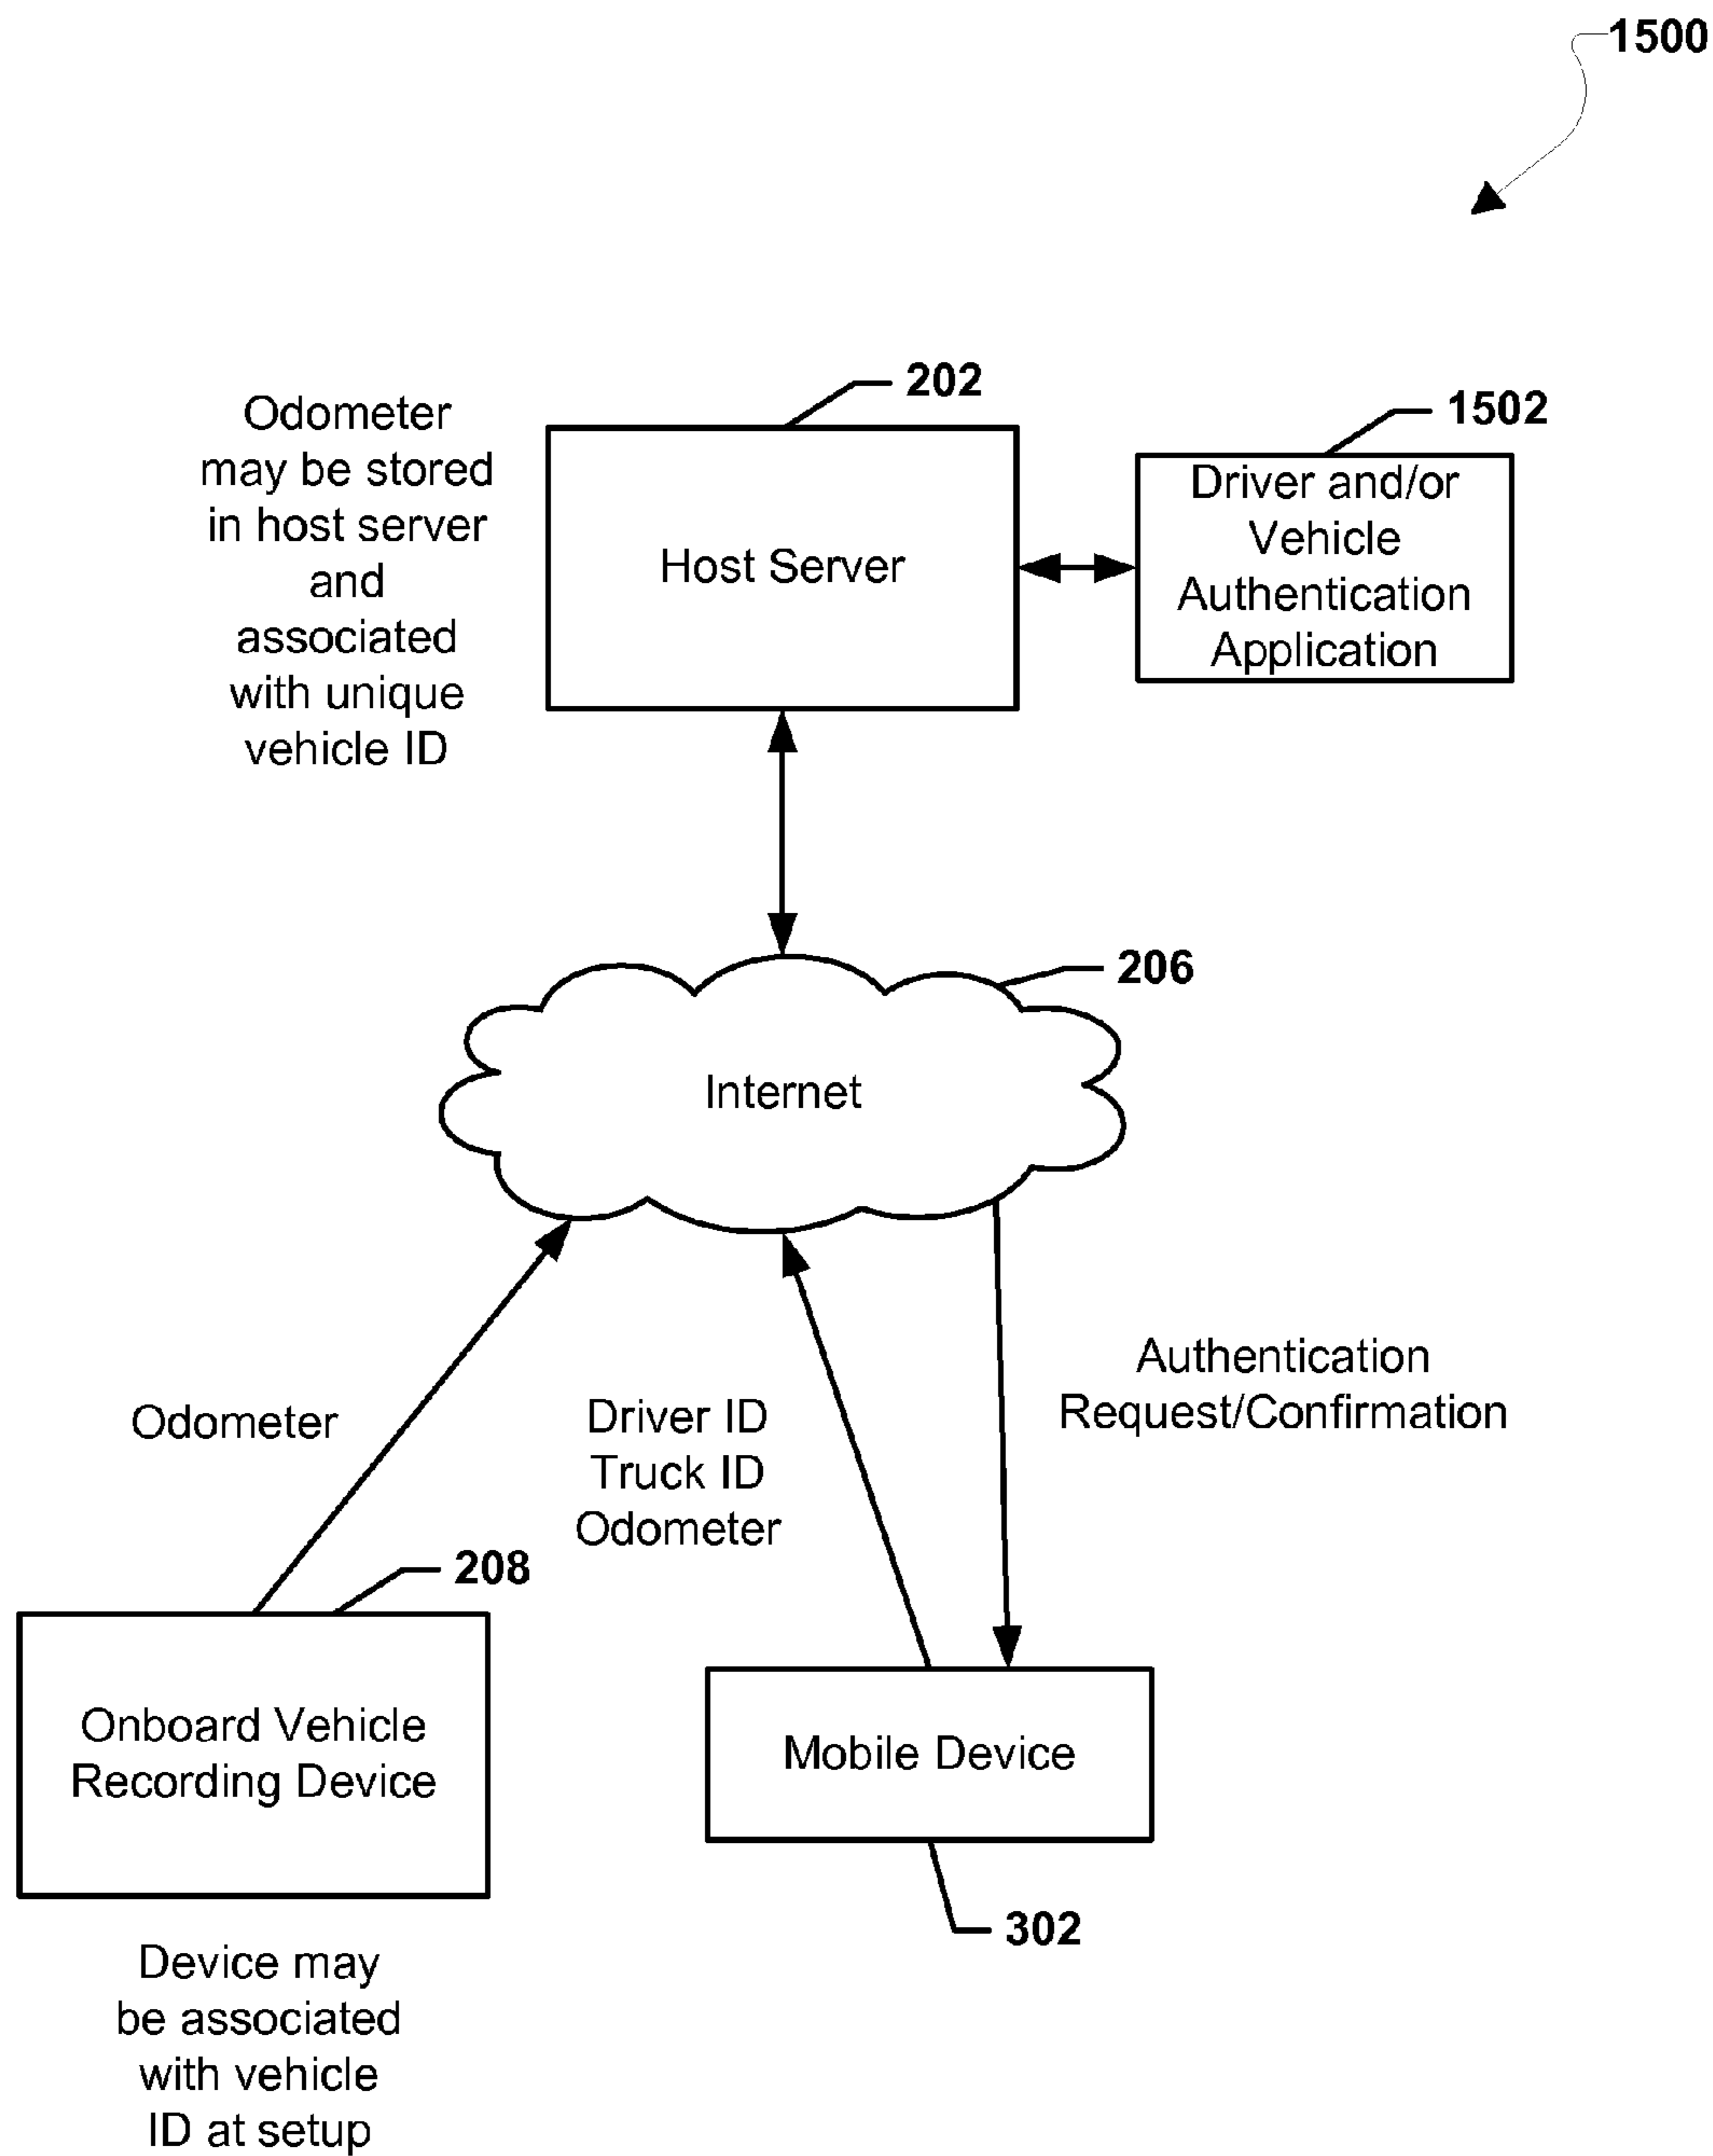 1500
202
Odometer
may be stored
in host server
and
associated
with unique
vehicle ID
Host Server
1502
Driver and/or
Vehicle
Authentication
Application
206
Internet
Odometer
Driver ID
Truck ID
Odometer
Authentication
Request/Confirmation
208
Onboard Vehicle
Recording Device
Mobile Device
302
Device may
be associated
with vehicle
ID at setup